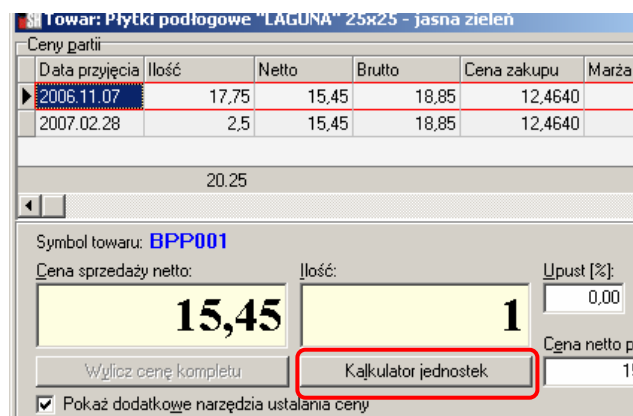 Towar: Płytki podłogowe "LAGUNA" 25x25 - jasna zieleń
Ceny partii
Data przyjęcia Ilość Netto Brutto Cena zakupu Marża
2006.11.07 17,75 15,45 18,85 12,4640
2007.02.28 2,5 15,45 18,85 12,4640
20.25
Symbol towaru: BPP001
Cena sprzedaży netto: Ilość: Upust [%]:
15,45 1 0,00
Cena netto p
Wylicz cenę kompletu Kalkulator jednostek 15
Pokaż dodatkowe narzędzia ustalania ceny